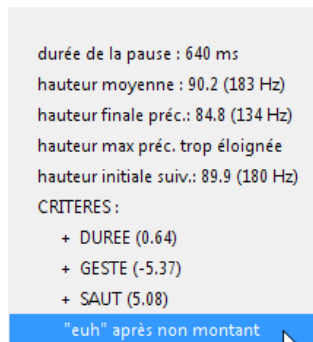 durée de la pause : 640 ms
hauteur moyenne : 90.2 (183 Hz)
hauteur finale préc.: 84.8 (134 Hz)
hauteur max préc. trop éloignée
hauteur initiale suiv.: 89.9 (180 Hz)
CRITERES :
+ DUREE (0.64)
+ GESTE (-5.37)
+ SAUT (5.08)
"euh" après non montant